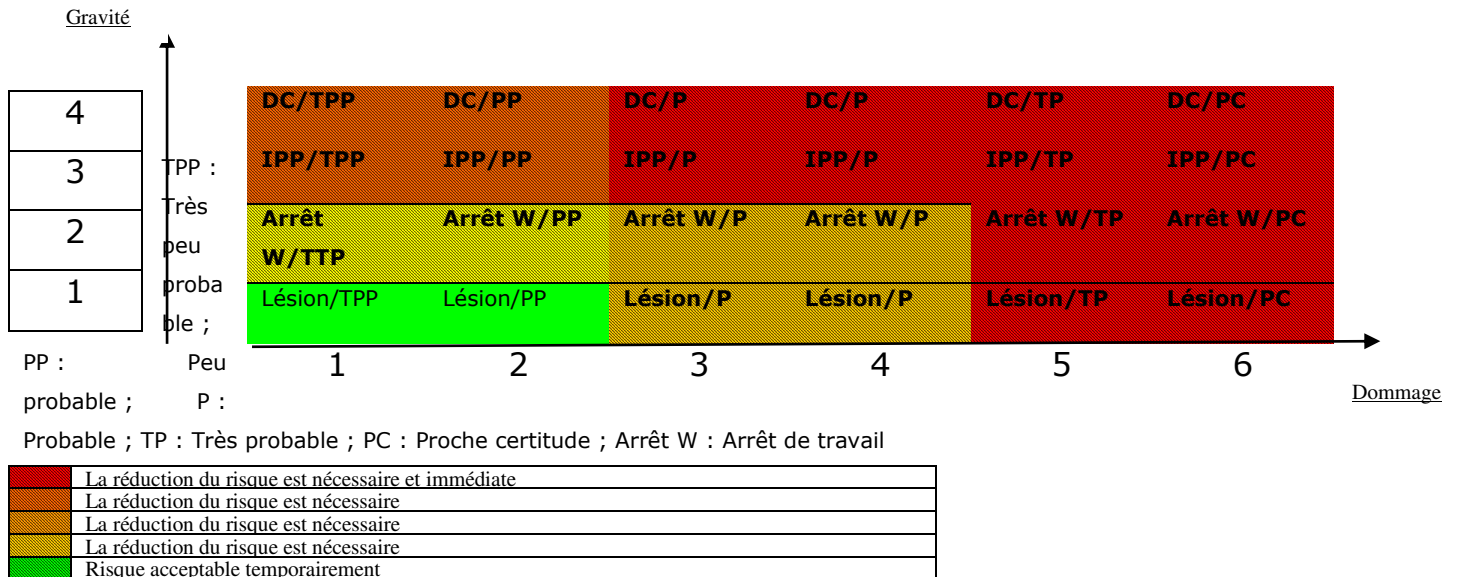 Gravité
4
DC/TPP DC/PP DC/P DC/P DC/TP DC/PC
3
TPP :
IPP/TPP IPP/PP IPP/P IPP/P IPP/TP IPP/PC
Très
2
peu
Arrêt Arrêt W/PP Arrêt W/P Arrêt W/P Arrêt W/TP Arrêt W/PC
W/TTP
1
proba
ble ;
Lésion/TPP Lésion/PP Lésion/P Lésion/P Lésion/TP Lésion/PC
PP : Peu
1 2 3 4 5 6
Dommage
probable ; P :
Probable ; TP : Très probable ; PC : Proche certitude ; Arrêt W : Arrêt de travail
La réduction du risque est nécessaire et immédiate
La réduction du risque est nécessaire
La réduction du risque est nécessaire
La réduction du risque est nécessaire
Risque acceptable temporairement